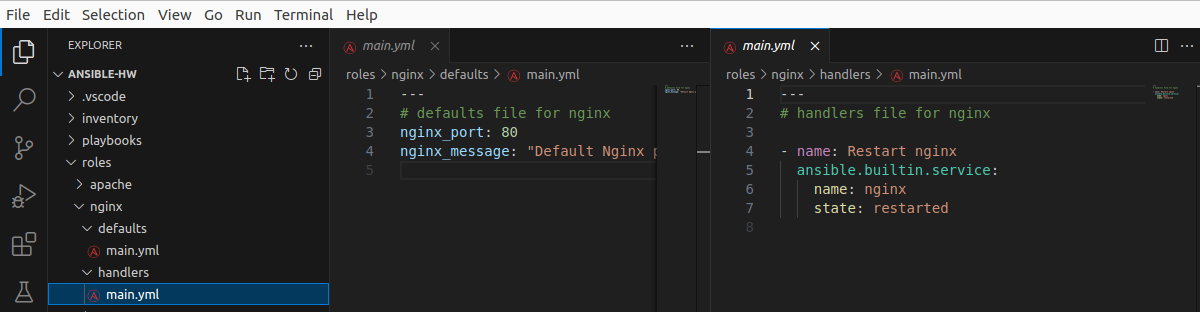 File Edit Selection View Go Run Terminal Help
EXPLORER
ANSIBLE-HW
.vscode
inventory
playbooks
roles
apache
nginx
defaults
main.yml
handlers
main.yml
main.yml
roles > nginx > defaults > main.yml
1 ---
2 # defaults file for nginx
3 nginx_port: 80
4 nginx_message: "Default Nginx
5
main.yml
roles > nginx > handlers > main.yml
1 ---
2 # handlers file for nginx
3
4 - name: Restart nginx
5 ansible.builtin.service:
6 name: nginx
7 state: restarted
8